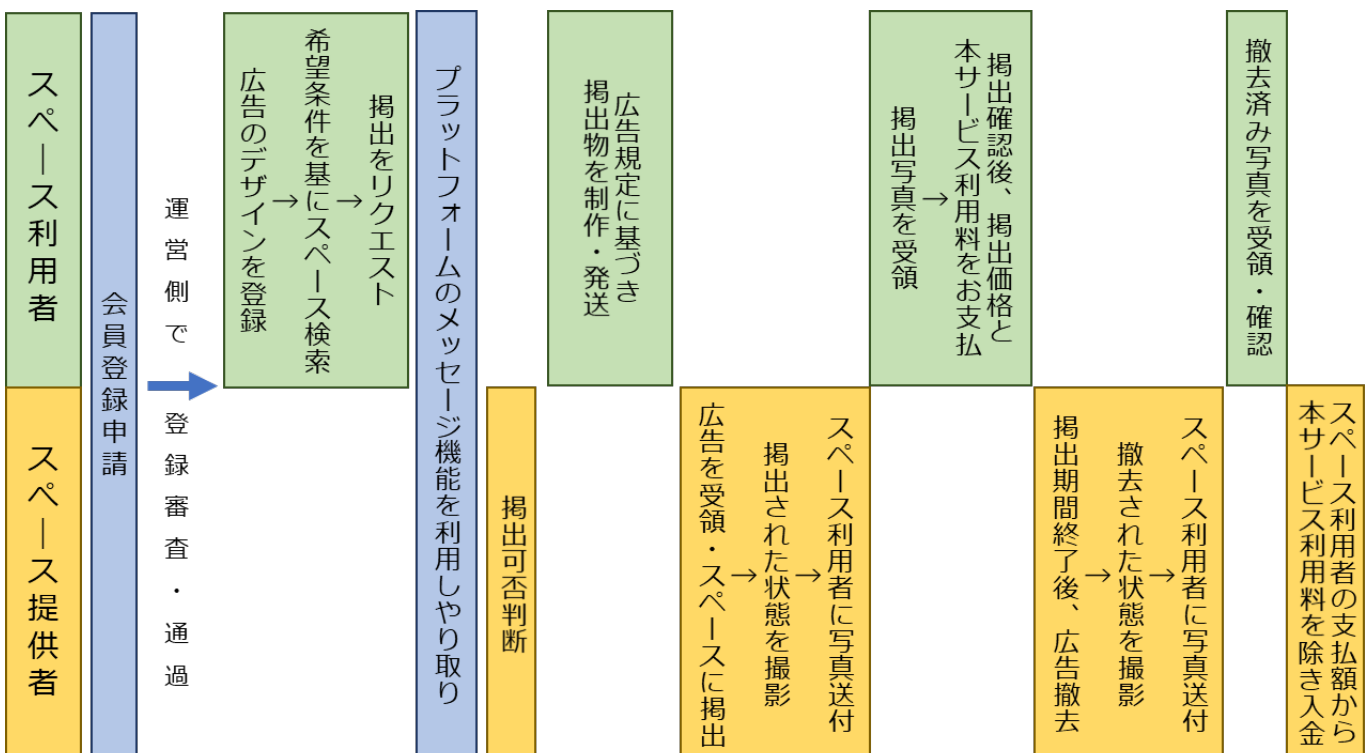 スペース利用者
スペース提供者
会員登録申請
運営側で
登録審査・通過
広告のデザインを登録
→
希望条件を基にスペース検索
→
掲出をリクエスト
プラットフォームのメッセージ機能を利用しやり取り
掲出可否判断
広告規定に基づき
掲出物を制作・発送
広告を受領・スペースに掲出
→
掲出された状態を撮影
→
スペース利用者に写真送付
掲出写真を受領
→
掲出確認後、掲出価格と
本サービス利用料をお支払
掲出期間終了後、広告撤去
→
撤去された状態を撮影
→
スペース利用者に写真送付
撤去済み写真を受領・確認
スペース利用者の支払額から
本サービス利用料を除き入金